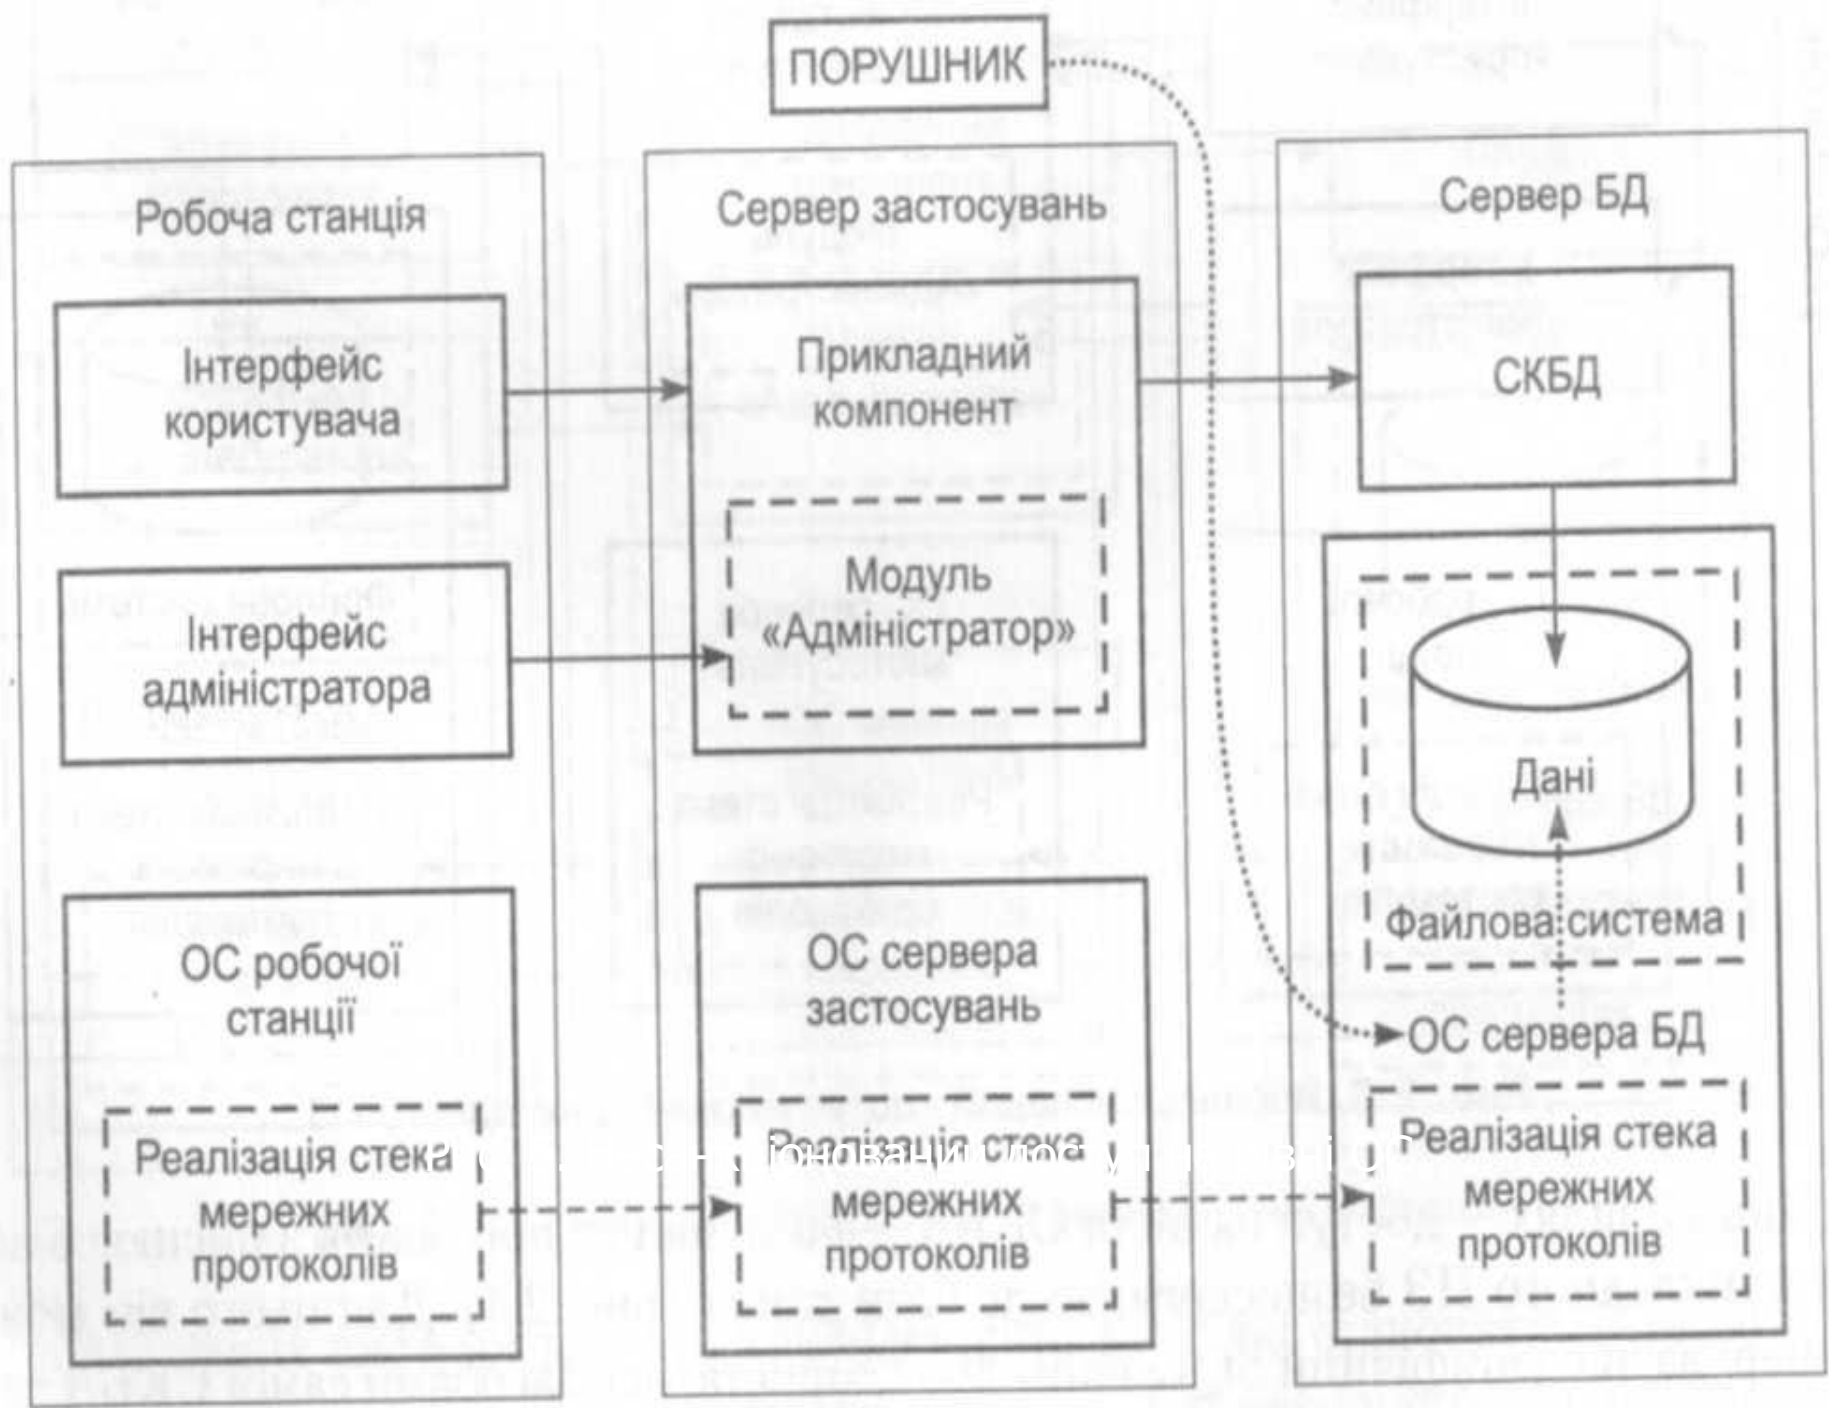 ПОРУШНИК
Робоча станція
Інтерфейс
користувача
Інтерфейс
адміністратора
ОС робочої
станції
Реалізація стека
мережних
протоколів
Сервер застосувань
Прикладний
компонент
Модуль
«Адміністратор»
ОС сервера
застосувань
Реалізація стека
мережних
протоколів
Сервер БД
СКБД
Дані
Файлова система
ОС сервера БД
Реалізація стека
мережних
протоколів